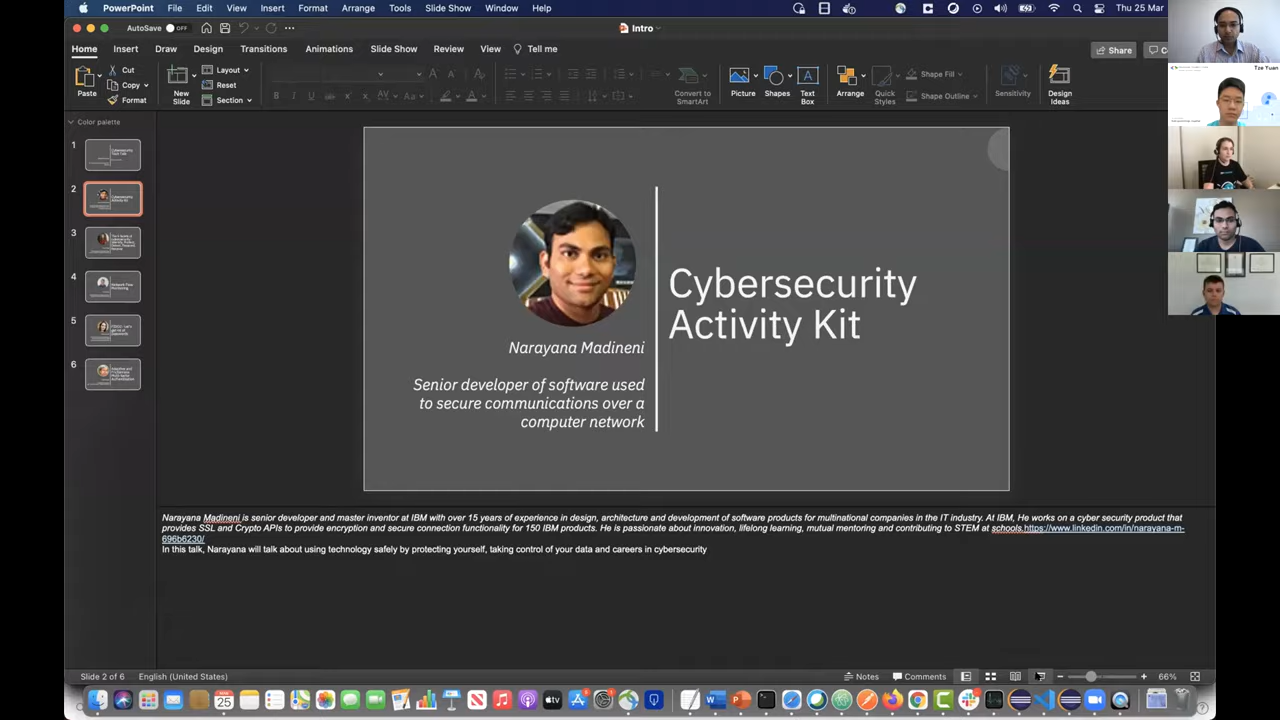 PowerPoint File Edit View Insert Format Arrange Tools Slide Show Window Help
Thu 25 Mar
AutoSave OFF
Intro
Home Insert Draw Design Transitions Animations Slide Show Review View Tell me
Share
Paste
Cut
Copy
Format
New Slide
Layout
Reset
Section
Convert to SmartArt
Picture
Shapes
Text Box
Arrange
Quick Styles
Shape Fill
Shape Outline
Sensitivity
Design Ideas
Tze Yuan
Color palette
1
2
3
4
5
6
Cybersecurity
Activity Kit
Narayana Madineni
Senior developer of software used
to secure communications over a
computer network
Narayana Madineni is senior developer and master inventor at IBM with over 15 years of experience in design, architecture and development of software products for multinational companies in the IT industry. At IBM, He works on a cyber security product that
provides SSL and Crypto APIs to provide encryption and secure connection functionality for 150 IBM products. He is passionate about innovation, lifelong learning, mutual mentoring and contributing to STEM at schools.https://www.linkedin.com/in/narayana-m-
696b6230/
In this talk, Narayana will talk about using technology safely by protecting yourself, taking control of your data and careers in cybersecurity
Slide 2 of 6
English (United States)
Notes
Comments
66%